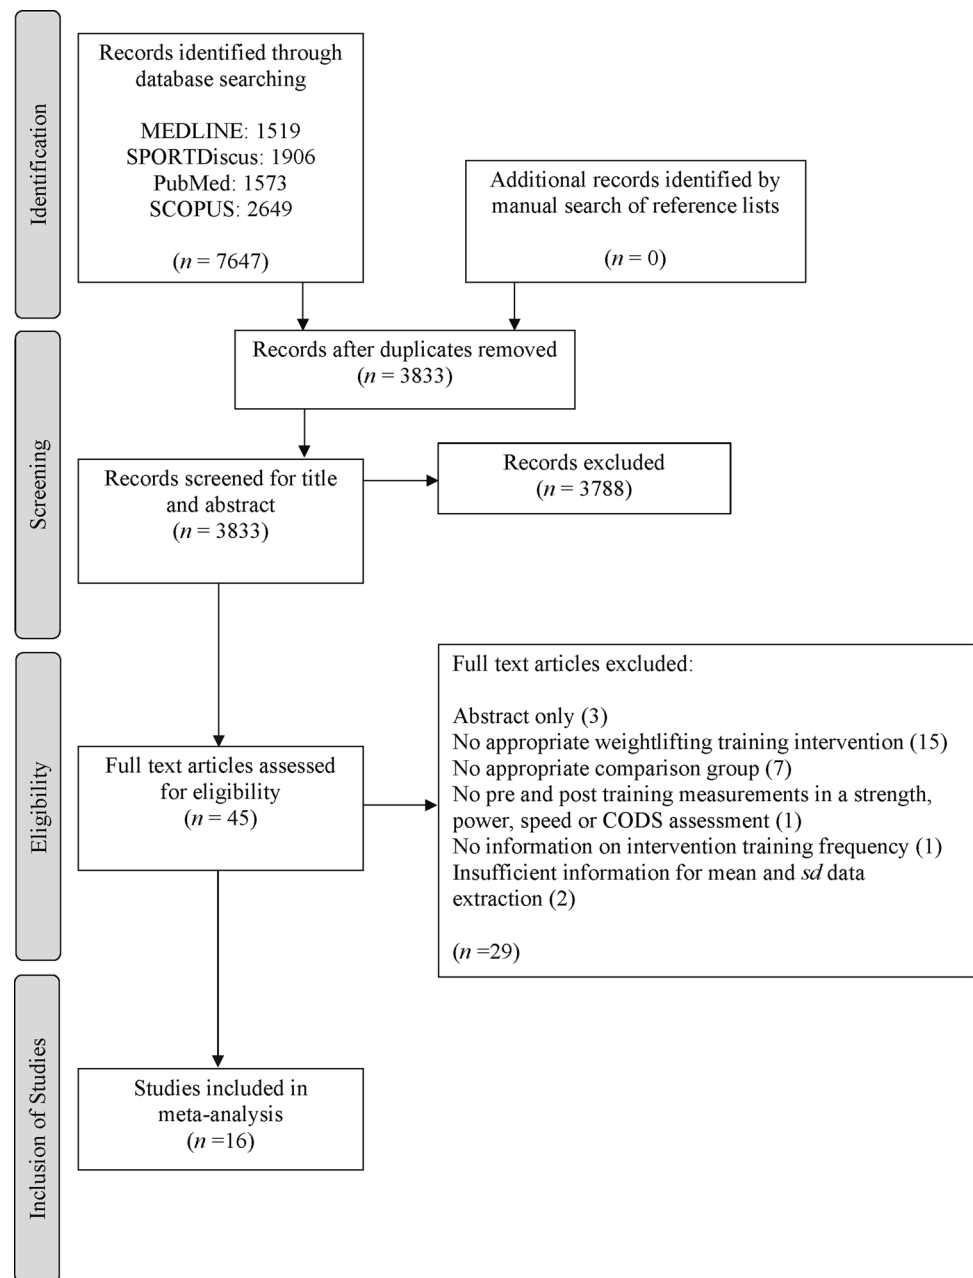 Identification
Records identified through
database searching
MEDLINE: 1519
SPORTDiscus: 1906
PubMed: 1573
SCOPUS: 2649
(n = 7647)
Additional records identified by
manual search of reference lists
(n = 0)
Screening
Records after duplicates removed
(n = 3833)
Records screened for title
and abstract
(n = 3833)
Records excluded
(n = 3788)
Eligibility
Full text articles assessed
for eligibility
(n = 45)
Full text articles excluded:
Abstract only (3)
No appropriate weightlifting training intervention (15)
No appropriate comparison group (7)
No pre and post training measurements in a strength,
power, speed or CODS assessment (1)
No information on intervention training frequency (1)
Insufficient information for mean and sd data
extraction (2)
(n =29)
Inclusion of Studies
Studies included in
meta-analysis
(n =16)